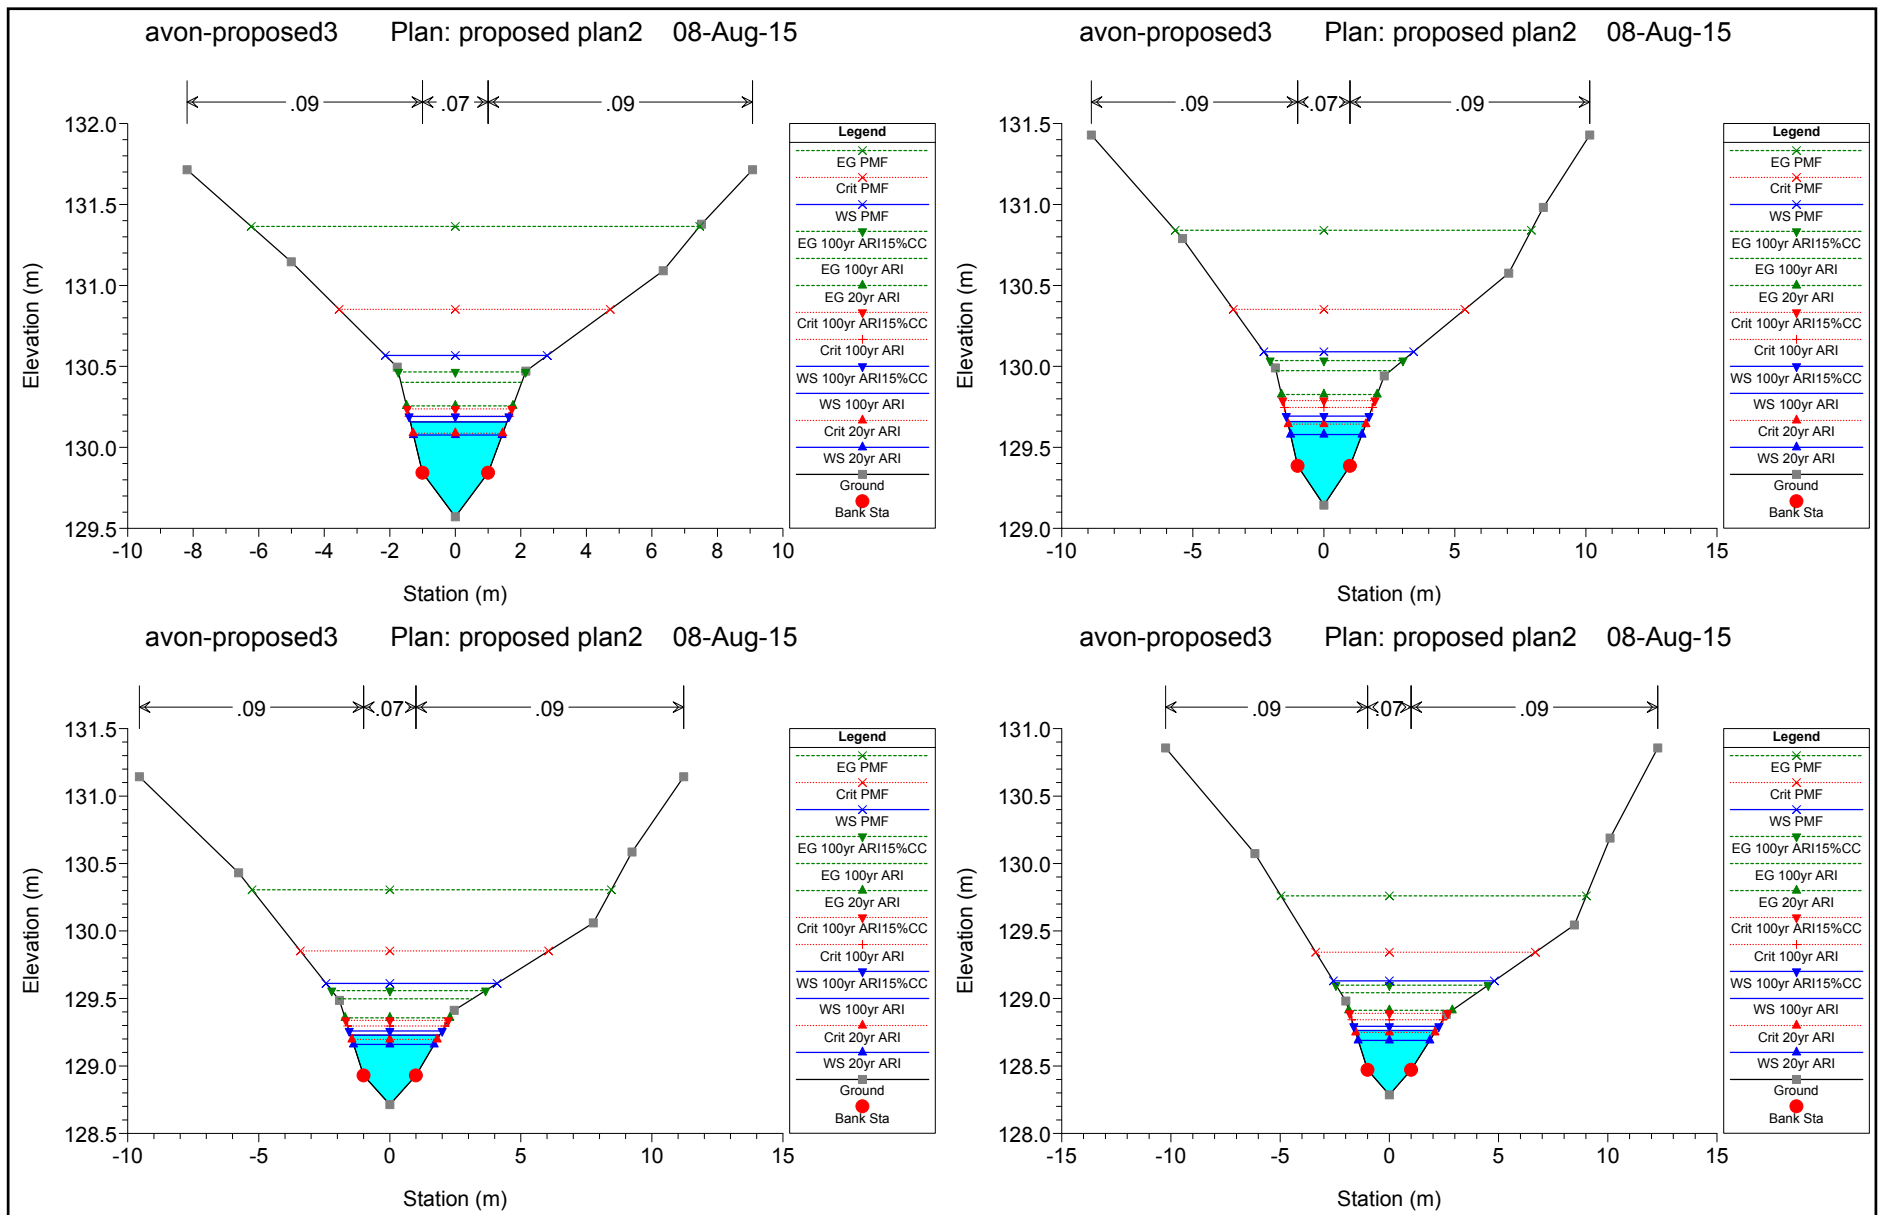 avon-proposed3 Plan: proposed plan2 08-Aug-15
.09 .07 .09
132.0
131.5
131.0
130.5
130.0
129.5
Elevation (m)
-10 -8 -6 -4 -2 0 2 4 6 8 10
Station (m)
Legend
EG PMF
Crit PMF
WS PMF
EG 100yr ARI15%CC
EG 100yr ARI
EG 20yr ARI
Crit 100yr ARI15%CC
Crit 100yr ARI
WS 100yr ARI15%CC
WS 100yr ARI
Crit 20yr ARI
WS 20yr ARI
Ground
Bank Sta
avon-proposed3 Plan: proposed plan2 08-Aug-15
.09 .07 .09
131.5
131.0
130.5
130.0
129.5
129.0
Elevation (m)
-10 -5 0 5 10 15
Station (m)
Legend
EG PMF
Crit PMF
WS PMF
EG 100yr ARI15%CC
EG 100yr ARI
EG 20yr ARI
Crit 100yr ARI15%CC
Crit 100yr ARI
WS 100yr ARI15%CC
WS 100yr ARI
Crit 20yr ARI
WS 20yr ARI
Ground
Bank Sta
avon-proposed3 Plan: proposed plan2 08-Aug-15
.09 .07 .09
131.5
131.0
130.5
130.0
129.5
129.0
128.5
Elevation (m)
-10 -5 0 5 10 15
Station (m)
Legend
EG PMF
Crit PMF
WS PMF
EG 100yr ARI15%CC
EG 100yr ARI
EG 20yr ARI
Crit 100yr ARI15%CC
Crit 100yr ARI
WS 100yr ARI15%CC
WS 100yr ARI
Crit 20yr ARI
WS 20yr ARI
Ground
Bank Sta
avon-proposed3 Plan: proposed plan2 08-Aug-15
.09 .07 .09
131.0
130.5
130.0
129.5
129.0
128.5
128.0
Elevation (m)
-15 -10 -5 0 5 10 15
Station (m)
Legend
EG PMF
Crit PMF
WS PMF
EG 100yr ARI15%CC
EG 100yr ARI
EG 20yr ARI
Crit 100yr ARI15%CC
Crit 100yr ARI
WS 100yr ARI15%CC
WS 100yr ARI
Crit 20yr ARI
WS 20yr ARI
Ground
Bank Sta